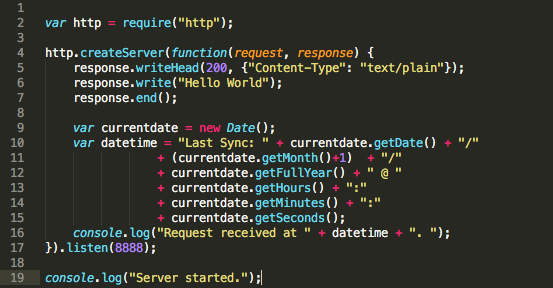 1
2 var http = require("http");
3
4 http.createServer(function(request, response) {
5     response.writeHead(200, {"Content-Type": "text/plain"});
6     response.write("Hello World");
7     response.end();
8
9     var currentdate = new Date();
10     var datetime = "Last Sync: " + currentdate.getDate() + "/"
11                 + (currentdate.getMonth()+1)  + "/"
12                 + currentdate.getFullYear() + " @ "
13                 + currentdate.getHours() + ":"
14                 + currentdate.getMinutes() + ":"
15                 + currentdate.getSeconds();
16     console.log("Request received at " + datetime + ". ");
17 }).listen(8888);
18
19 console.log("Server started.");